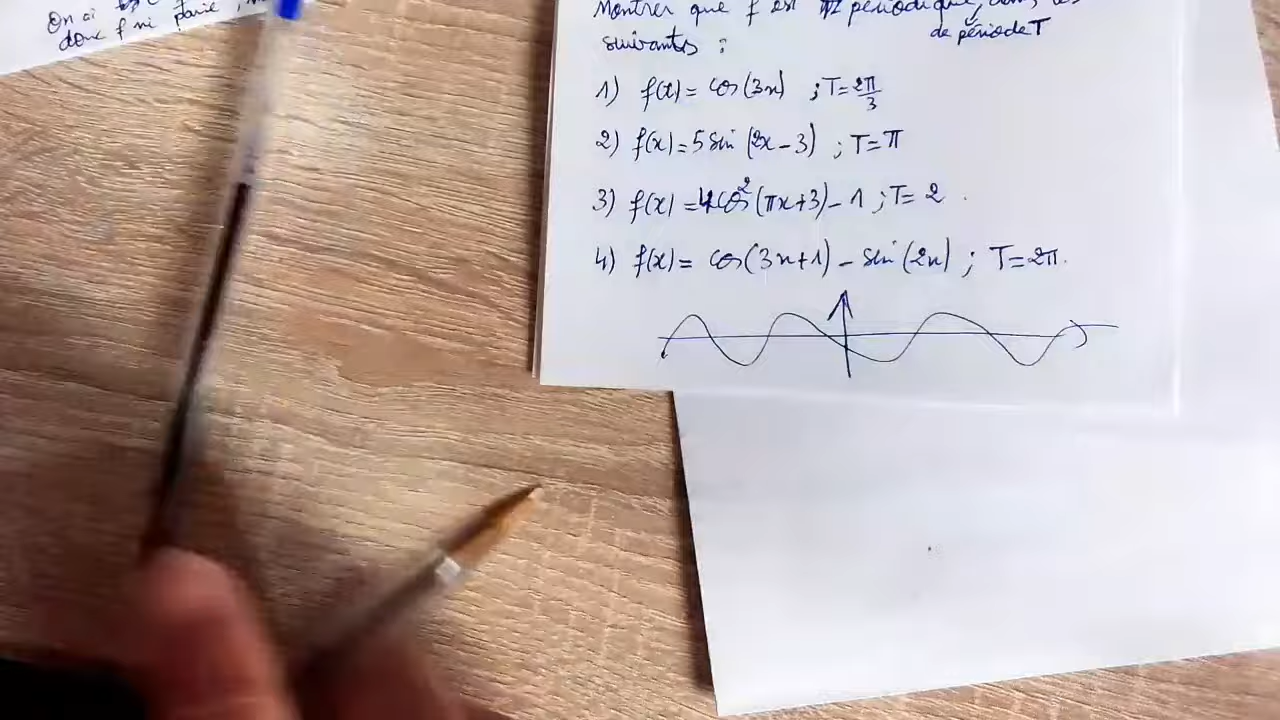 On ai
donc f ni paire
Montrer que f est périodique, dans les
de période T
suivants :
1) f(x) = cos(3x) ; T = 2π/3
2) f(x) = 5 sin (2x - 3) ; T = π
3) f(x) = 4cos²(πx+3) - 1 ; T = 2
4) f(x) = cos(3x+1) - sin(2x) ; T = 2π.